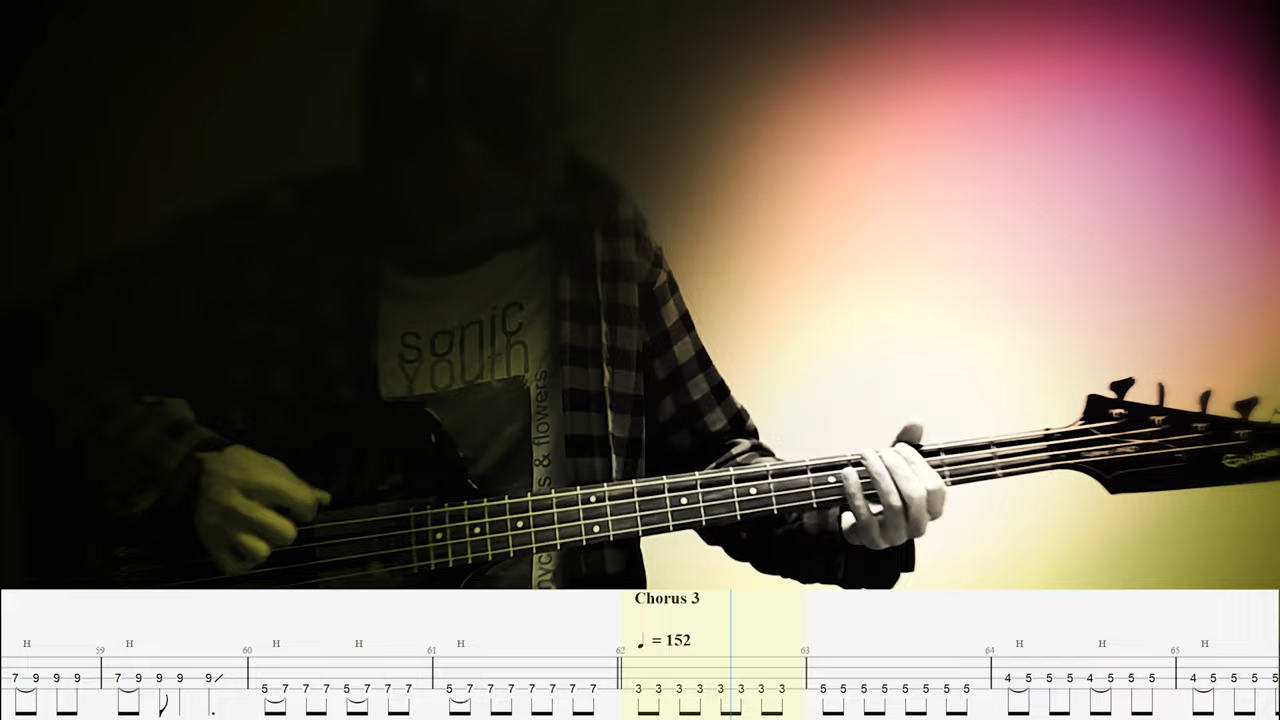 sonic
YOUth
nyc
s & flowers
Chorus 3
♩ = 152
H H H H H H H H
59 60 61 62 63 64 65
7 9 9 9 7 9 9 9 9 4 5 5 5 4 5 5 5 4 5 5 5 5
5 7 7 7 5 7 7 7 5 7 7 7 7 7 7 7 3 3 3 3 3 3 3 3 5 5 5 5 5 5 5 5